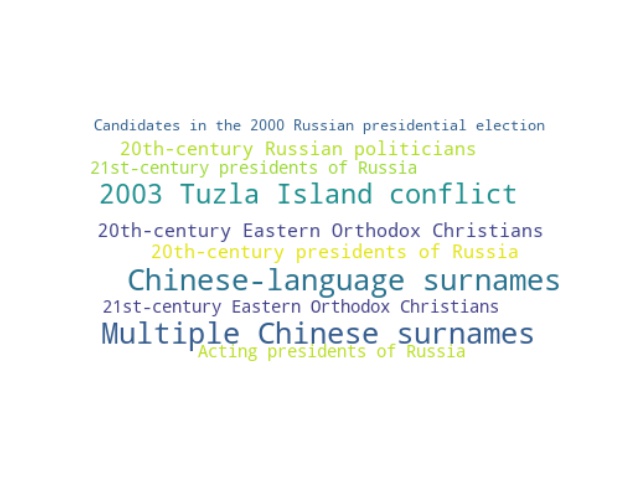 Candidates in the 2000 Russian presidential election
20th-century Russian politicians
21st-century presidents of Russia
2003 Tuzla Island conflict
20th-century Eastern Orthodox Christians
20th-century presidents of Russia
Chinese-language surnames
21st-century Eastern Orthodox Christians
Multiple Chinese surnames
Acting presidents of Russia